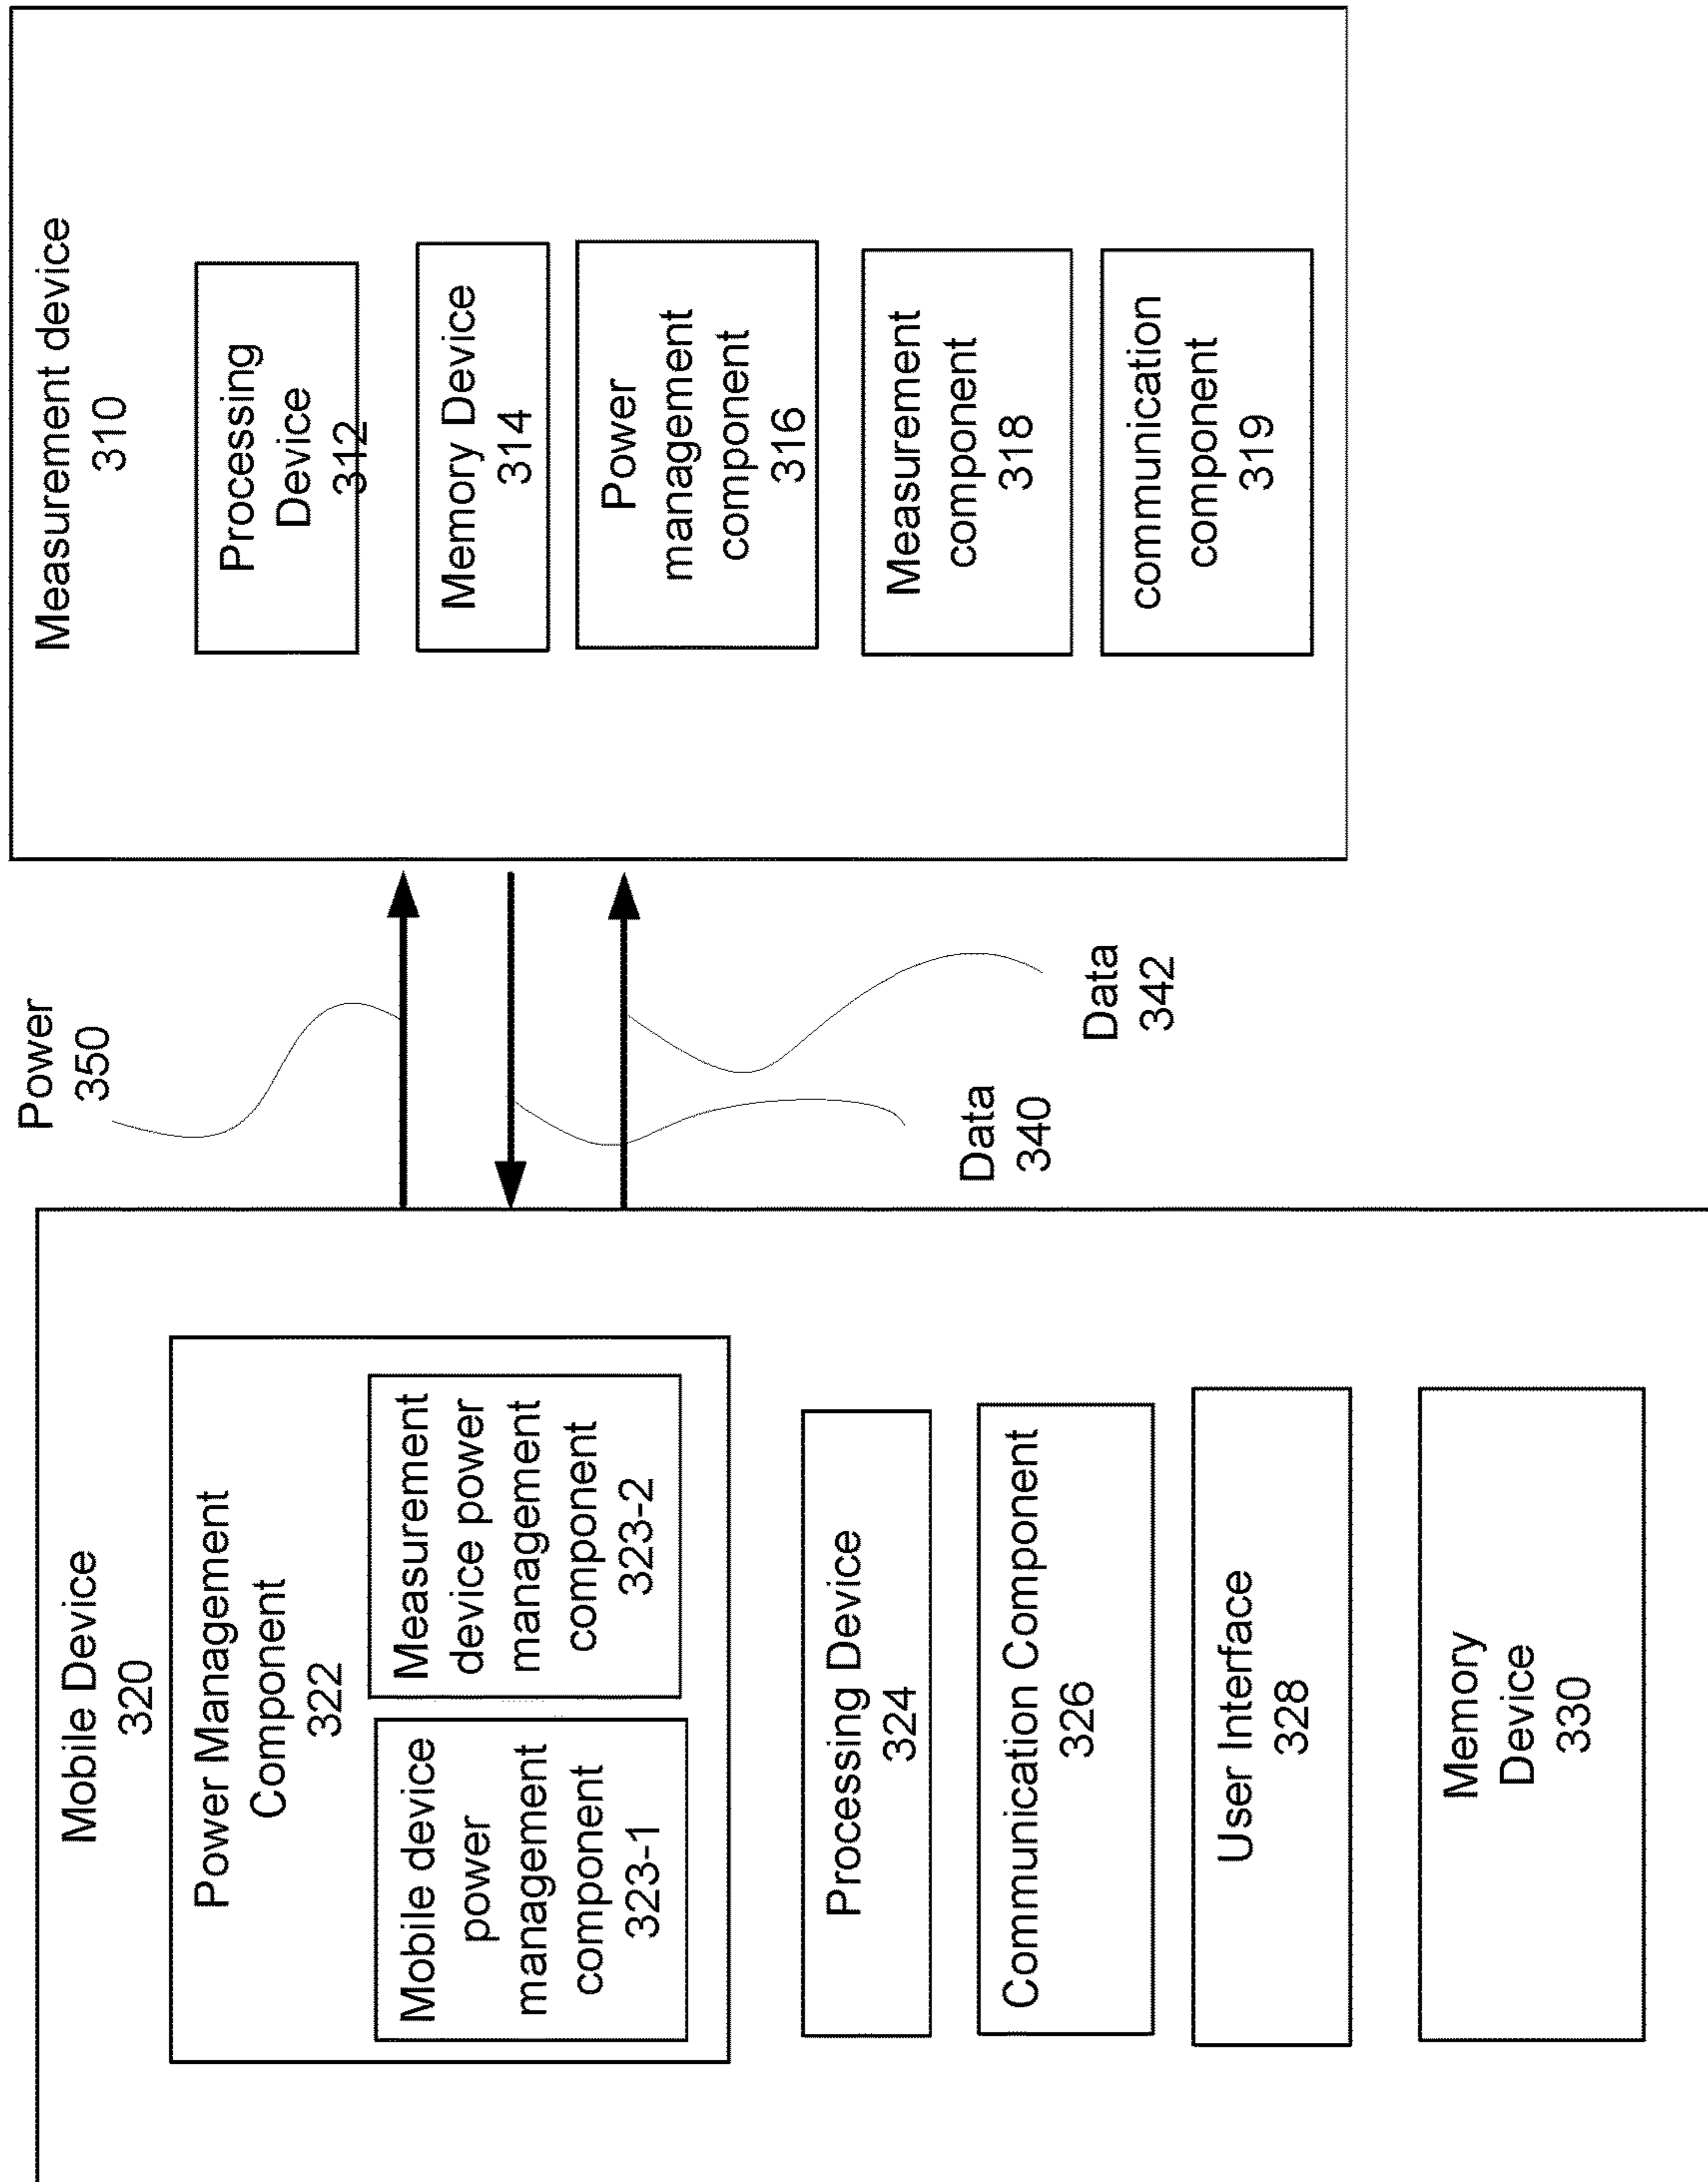 Mobile Device
320
Power Management
Component
322
Mobile device
power
management
component
323-1
Measurement
device power
management
component
323-2
Processing Device
324
Communication Component
326
User Interface
328
Memory
Device
330
Power
350
Data
340
Data
342
Measurement device
310
Processing
Device
312
Memory Device
314
Power
management
component
316
Measurement
component
318
communication
component
319